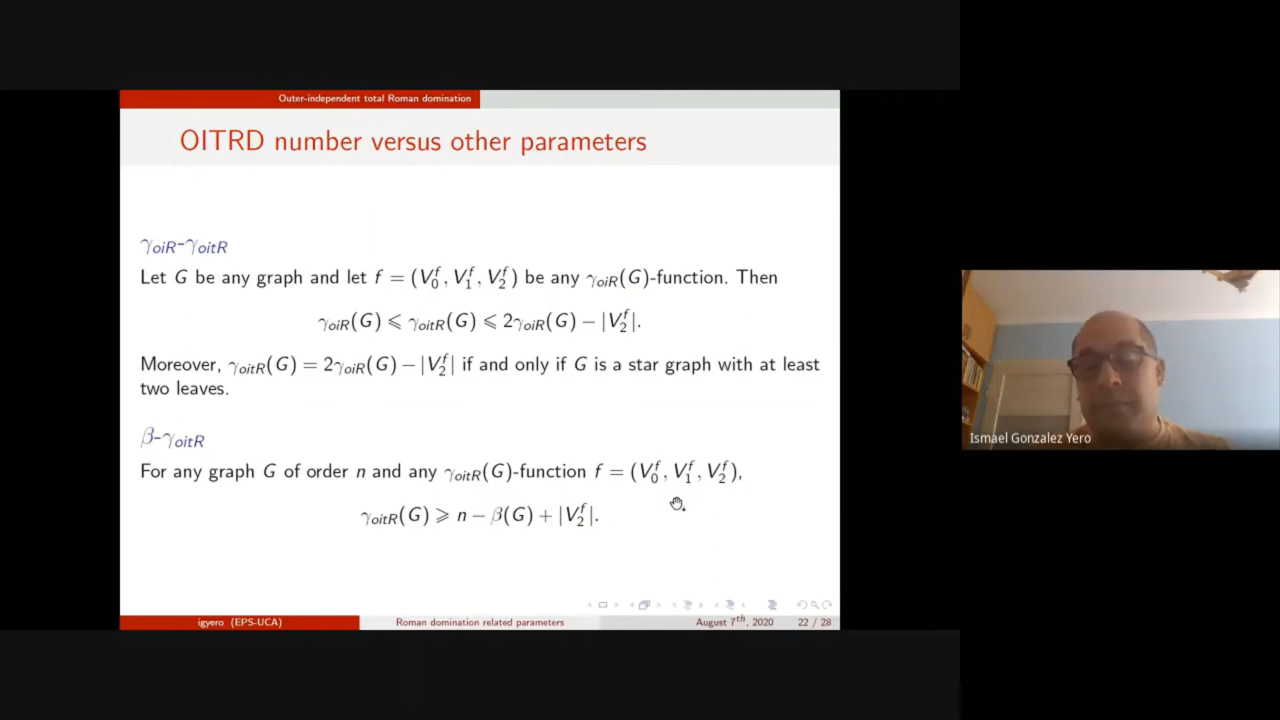 Outer-independent total Roman domination
OITRD number versus other parameters
γoiR-γoitR
Let G be any graph and let f = (V₀ᶠ, V₁ᶠ, V₂ᶠ) be any γoiR(G)-function. Then
γoiR(G) ⩽ γoitR(G) ⩽ 2γoiR(G) − |V₂ᶠ|.
Moreover, γoitR(G) = 2γoiR(G) − |V₂ᶠ| if and only if G is a star graph with at least
two leaves.
β-γoitR
For any graph G of order n and any γoitR(G)-function f = (V₀ᶠ, V₁ᶠ, V₂ᶠ),
γoitR(G) ⩾ n − β(G) + |V₂ᶠ|.
igyero (EPS-UCA) Roman domination related parameters August 7th, 2020 22 / 28
Ismael Gonzalez Yero